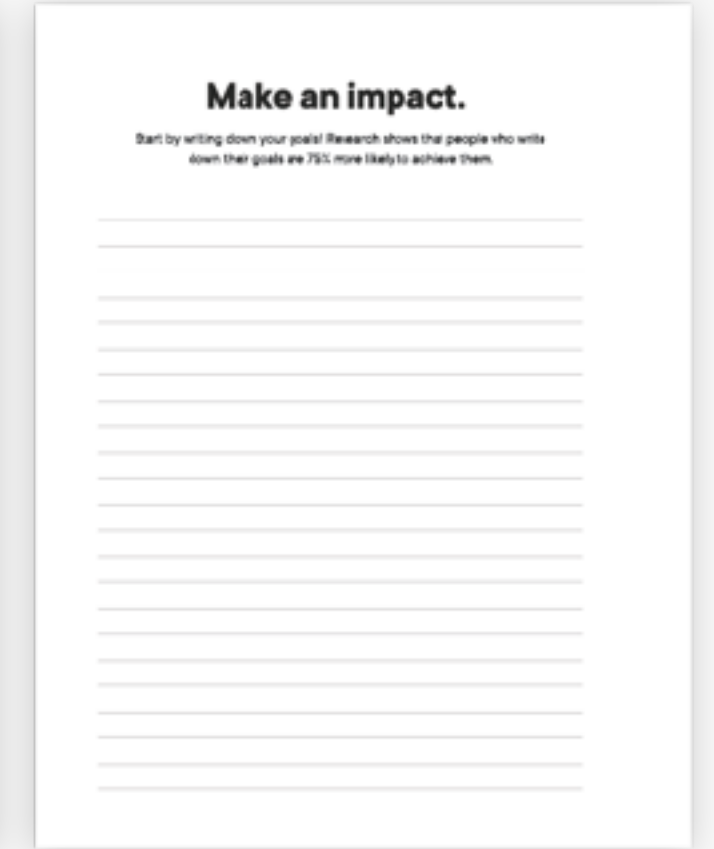 Make an impact.
Start by writing down your goals! Research shows that people who write
down their goals are 75% more likely to achieve them.